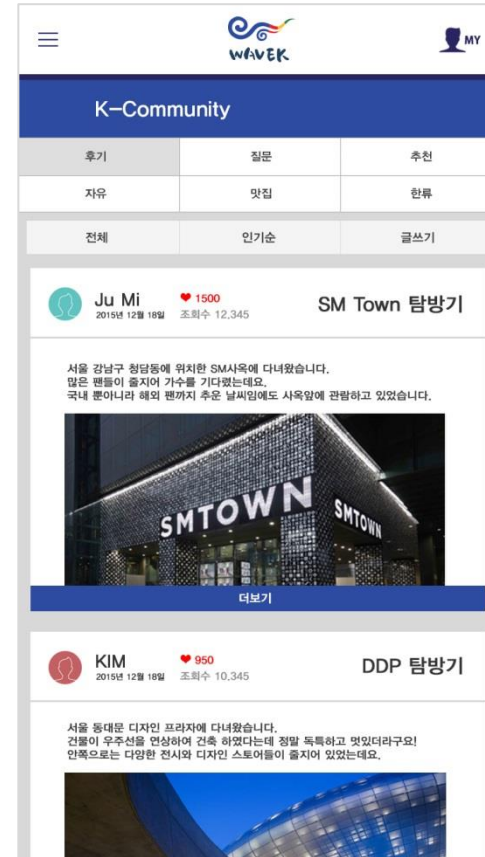 WAVEK
MY
K-Community
후기 질문 추천
자유 맛집 한류
전체 인기순 글쓰기
Ju Mi ♥ 1500 SM Town 탐방기
2015년 12월 18일 조회수 12,345
서울 강남구 청담동에 위치한 SM사옥에 다녀왔습니다.
많은 팬들이 줄지어 가수를 기다렸는데요.
국내 뿐아니라 해외 팬까지 추운 날씨임에도 사옥앞에 관람하고 있었습니다.
SMTOWN SMTOWN
더보기
KIM ♥ 950 DDP 탐방기
2015년 12월 18일 조회수 10,345
서울 동대문 디자인 프라자에 다녀왔습니다.
건물이 우주선을 연상하여 건축 하였다는데 정말 독특하고 멋있더라구요!
안쪽으로는 다양한 전시와 디자인 스토어들이 줄지어 있었는데요.